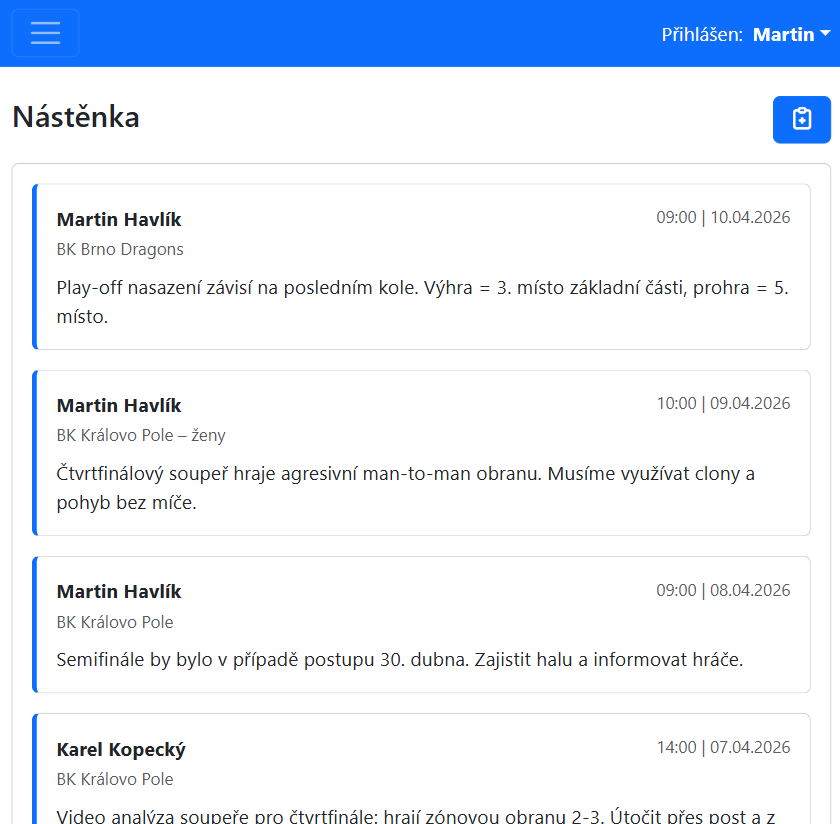 Přihlášen: Martin
Nástěnka
Martin Havlík
09:00 | 10.04.2026
BK Brno Dragons
Play-off nasazení závisí na posledním kole. Výhra = 3. místo základní části, prohra = 5.
místo.
Martin Havlík
10:00 | 09.04.2026
BK Královo Pole – ženy
Čtvrtfinálový soupeř hraje agresivní man-to-man obranu. Musíme využívat clony a
pohyb bez míče.
Martin Havlík
09:00 | 08.04.2026
BK Královo Pole
Semifinále by bylo v případě postupu 30. dubna. Zajistit halu a informovat hráče.
Karel Kopecký
14:00 | 07.04.2026
BK Královo Pole
Video analýza soupeře pro čtvrtfinále: hrají zónovou obranu 2-3. Útočit přes post a z